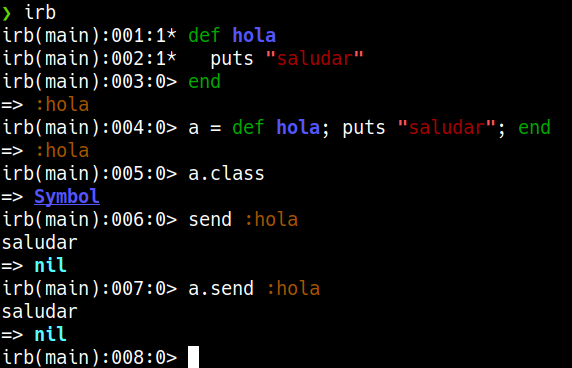 ❯ irb
irb(main):001:1* def hola
irb(main):002:1*   puts "saludar"
irb(main):003:0> end
=> :hola
irb(main):004:0> a = def hola; puts "saludar"; end
=> :hola
irb(main):005:0> a.class
=> Symbol
irb(main):006:0> send :hola
saludar
=> nil
irb(main):007:0> a.send :hola
saludar
=> nil
irb(main):008:0>